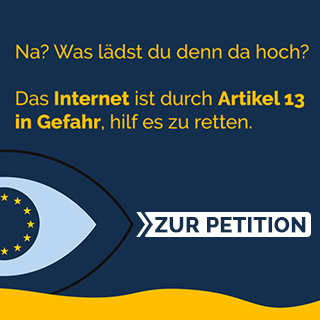 Na? Was lädst du denn da hoch?
Das Internet ist durch Artikel 13
in Gefahr, hilf es zu retten.
ZUR PETITION